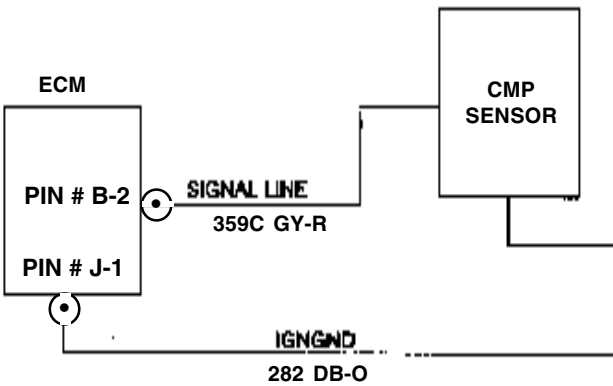 ECM
CMP
SENSOR
PIN # B-2
SIGNAL LINE
359C GY-R
PIN # J-1
IGNGND
282 DB-O